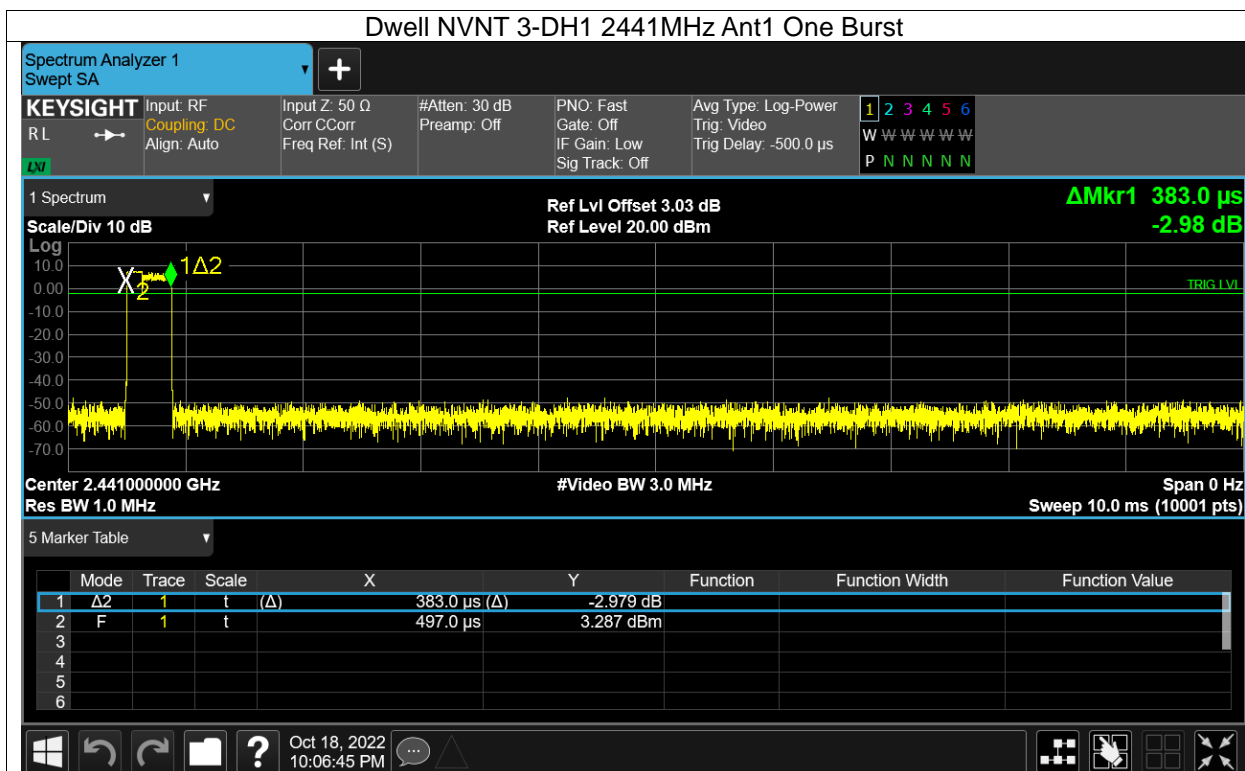 Dwell NVNT 3-DH1 2441MHz Ant1 One Burst
Spectrum Analyzer 1
Swept SA
KEYSIGHT
R L
LXI
Input: RF
Coupling: DC
Align: Auto
Input Z: 50 Ω
Corr CCorr
Freq Ref: Int (S)
#Atten: 30 dB
Preamp: Off
PNO: Fast
Gate: Off
IF Gain: Low
Sig Track: Off
Avg Type: Log-Power
Trig: Video
Trig Delay: -500.0 µs
1 2 3 4 5 6
W W W W W W
P N N N N N
1 Spectrum
Scale/Div 10 dB
Ref Lvl Offset 3.03 dB
Ref Level 20.00 dBm
ΔMkr1 383.0 µs
-2.98 dB
Log
10.0
0.00
-10.0
-20.0
-30.0
-40.0
-50.0
-60.0
-70.0
X
2
1Δ2
TRIG LVL
Center 2.441000000 GHz
#Video BW 3.0 MHz
Span 0 Hz
Res BW 1.0 MHz
Sweep 10.0 ms (10001 pts)
5 Marker Table
Mode Trace Scale X Y Function Function Width Function Value
1 Δ2 1 t (Δ) 383.0 µs (Δ) -2.979 dB
2 F 1 t 497.0 µs 3.287 dBm
3
4
5
6
?
Oct 18, 2022
10:06:45 PM